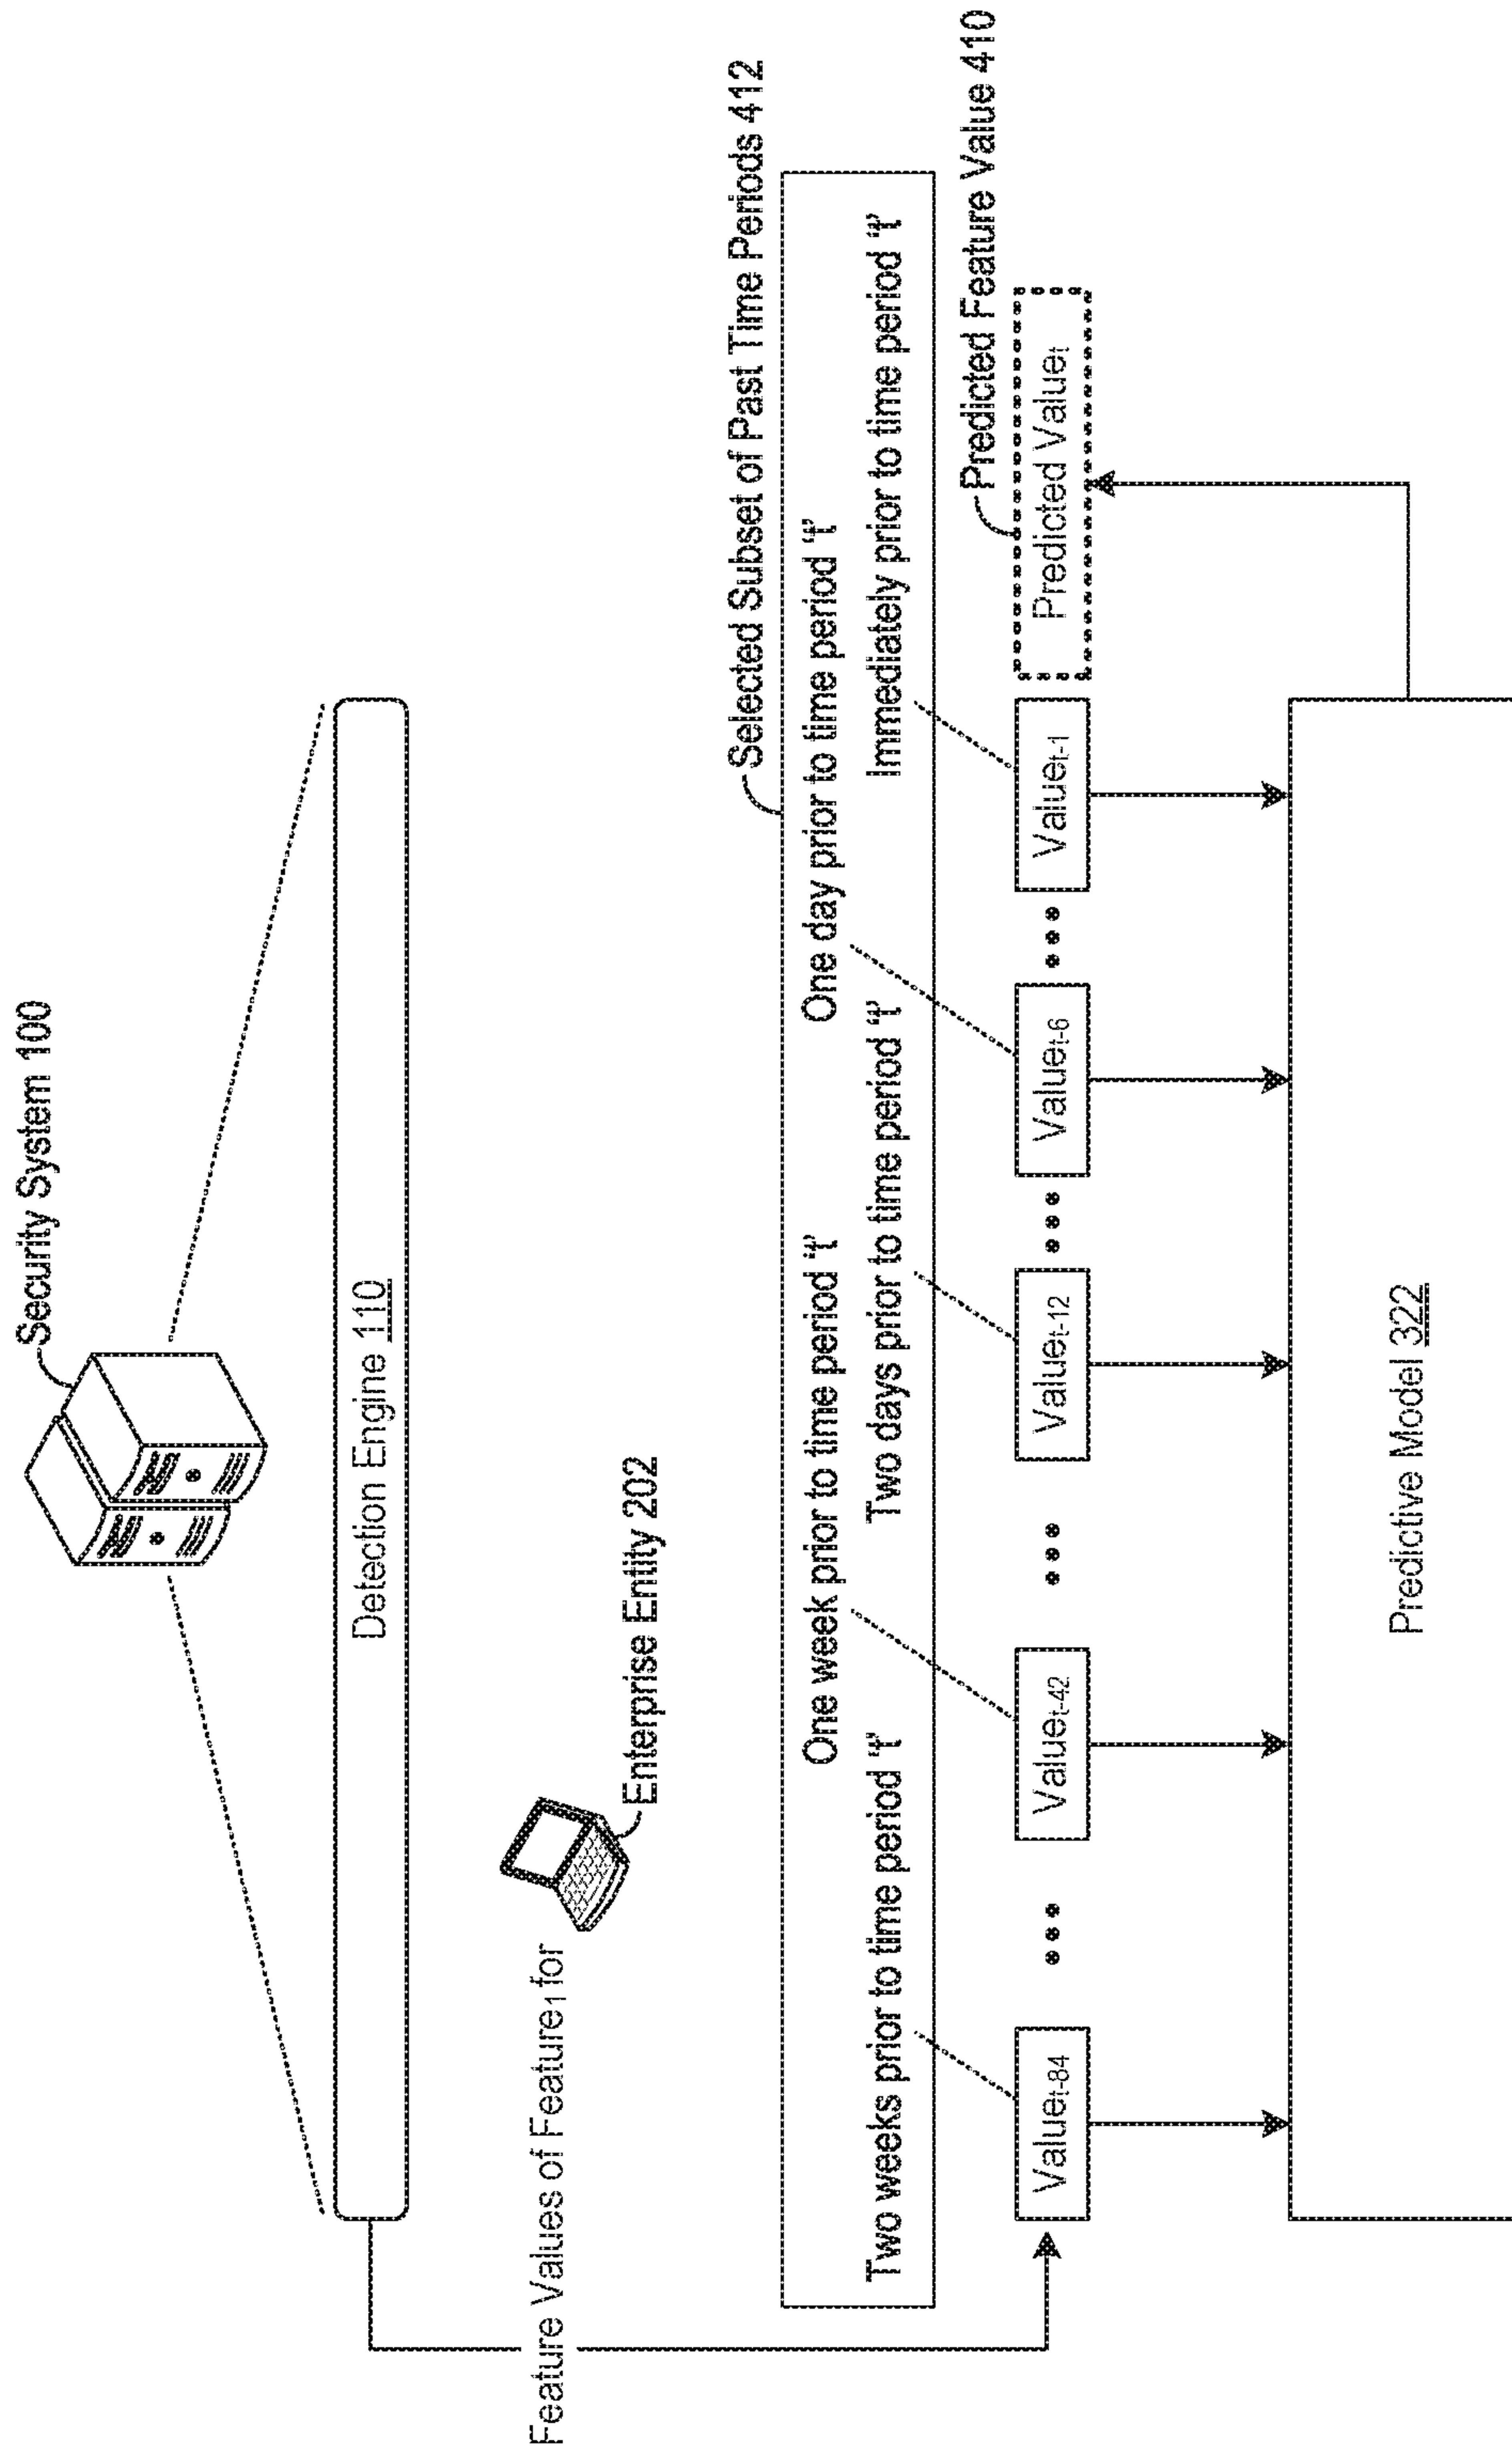 Security System 100
Detection Engine 110
Feature Values of Feature₁ for
Enterprise Entity 202
Selected Subset of Past Time Periods 412
One week prior to time period 't'
One day prior to time period 't'
Two weeks prior to time period 't'
Two days prior to time period 't'
Immediately prior to time period 't'
Predicted Feature Value 410
Valueₜ₋₈₄
Valueₜ₋₄₂
Valueₜ₋₁₂
Valueₜ₋₆
Valueₜ₋₁
Predicted Valueₜ
Predictive Model 322